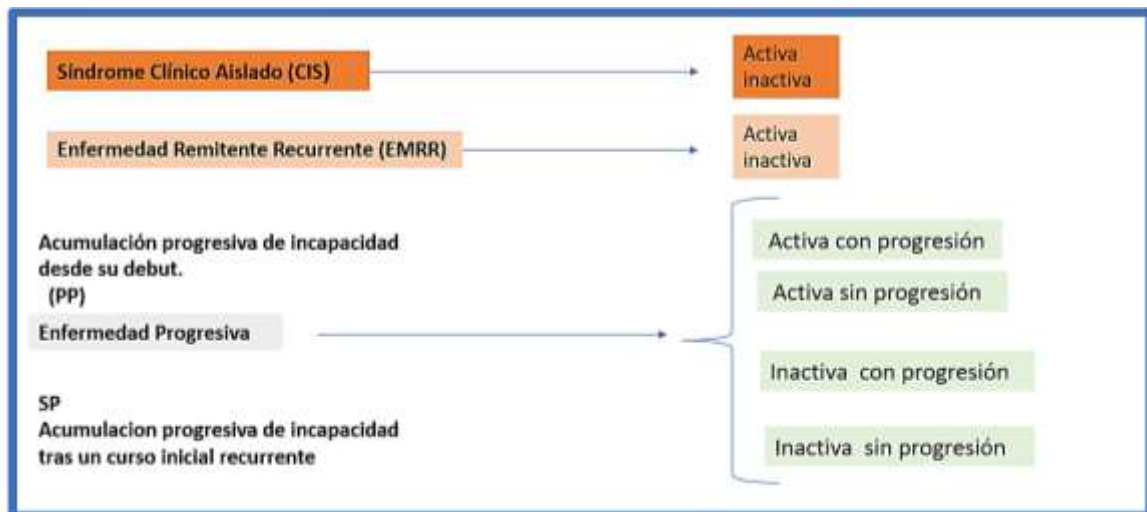 Síndrome Clínico Aislado (CIS)
Activa
inactiva
Enfermedad Remitente Recurrente (EMRR)
Activa
inactiva
Acumulación progresiva de incapacidad
desde su debut.
(PP)
Enfermedad Progresiva
SP
Acumulacion progresiva de incapacidad
tras un curso inicial recurrente
Activa con progresión
Activa sin progresión
Inactiva con progresión
Inactiva sin progresión